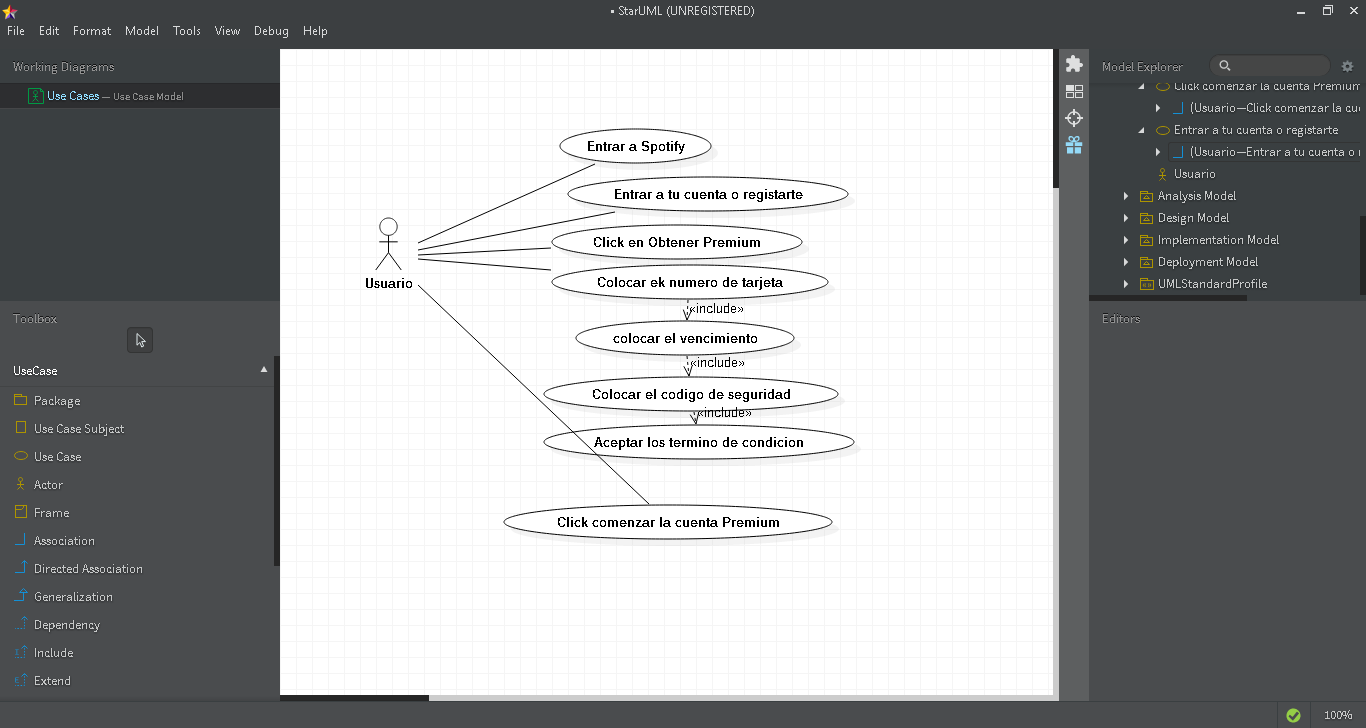 • StarUML (UNREGISTERED)
File Edit Format Model Tools View Debug Help
Working Diagrams
Use Cases — Use Case Model
Toolbox
UseCase
Package
Use Case Subject
Use Case
Actor
Frame
Association
Directed Association
Generalization
Dependency
Include
Extend
Usuario
Entrar a Spotify
Entrar a tu cuenta o registarte
Click en Obtener Premium
Colocar ek numero de tarjeta
«include»
colocar el vencimiento
«include»
Colocar el codigo de seguridad
«include»
Aceptar los termino de condicion
Click comenzar la cuenta Premium
Model Explorer
Click comenzar la cuenta Premium
(Usuario—Click comenzar la cu
Entrar a tu cuenta o registarte
(Usuario—Entrar a tu cuenta o r
Usuario
Analysis Model
Design Model
Implementation Model
Deployment Model
UMLStandardProfile
Editors
100%